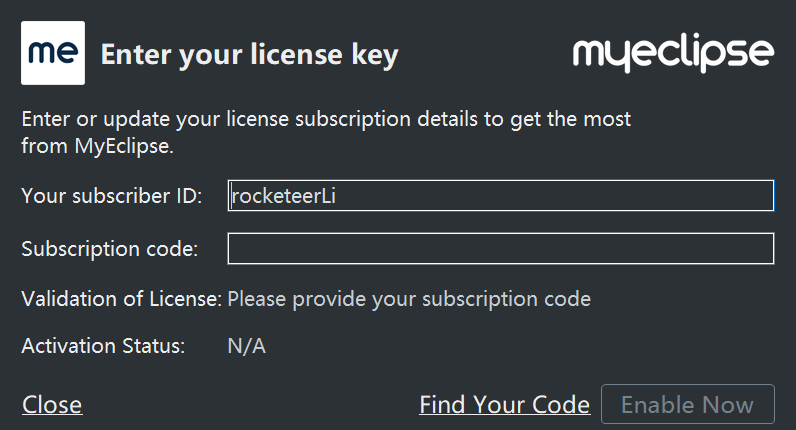 me Enter your license key myeclipse
Enter or update your license subscription details to get the most
from MyEclipse.
Your subscriber ID: rocketeerLi
Subscription code:
Validation of License: Please provide your subscription code
Activation Status: N/A
Close Find Your Code Enable Now